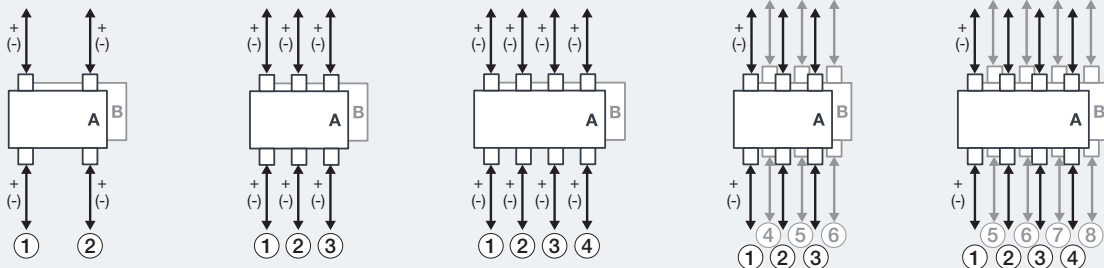 + + + + + + + + + + +
(-) (-) (-) (-) (-) (-) (-) (-) (-) (-) (-)
A B A B A B A B A B
+ + + + + + + + + + +
(-) (-) (-) (-) (-) (-) (-) (-) (-) (-) (-)
1 2 1 2 3 1 2 3 4 4 5 6 5 6 7 8
1 2 3 1 2 3 4